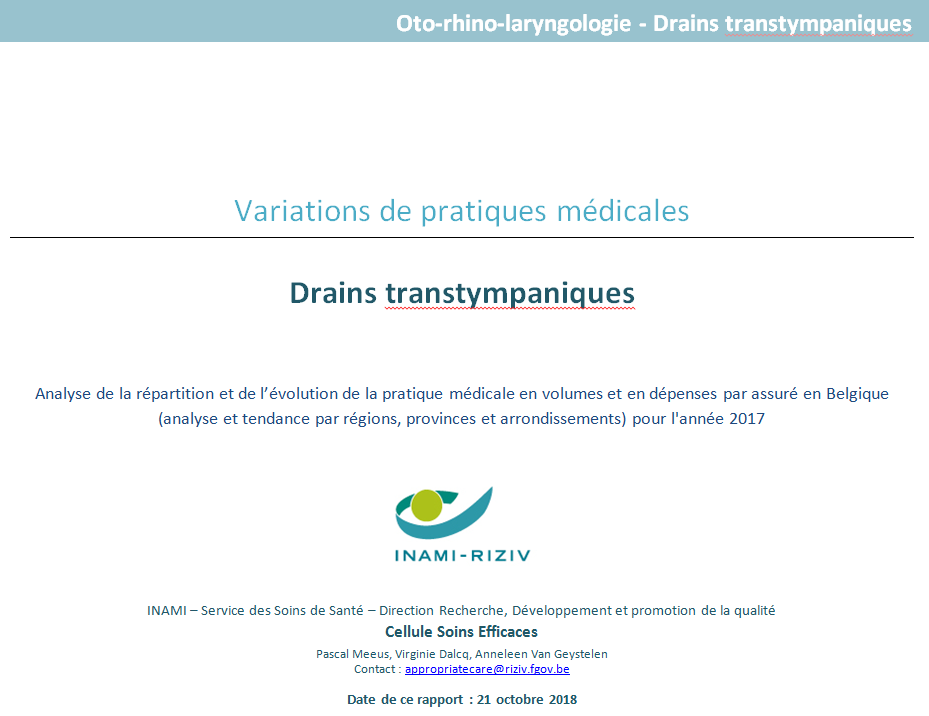 Oto-rhino-laryngologie - Drains transtympaniques
Variations de pratiques médicales
Drains transtympaniques
Analyse de la répartition et de l’évolution de la pratique médicale en volumes et en dépenses par assuré en Belgique
(analyse et tendance par régions, provinces et arrondissements) pour l'année 2017
INAMI-RIZIV
INAMI – Service des Soins de Santé – Direction Recherche, Développement et promotion de la qualité
Cellule Soins Efficaces
Pascal Meeus, Virginie Dalcq, Anneleen Van Geystelen
Contact : appropriatecare@riziv.fgov.be
Date de ce rapport : 21 octobre 2018